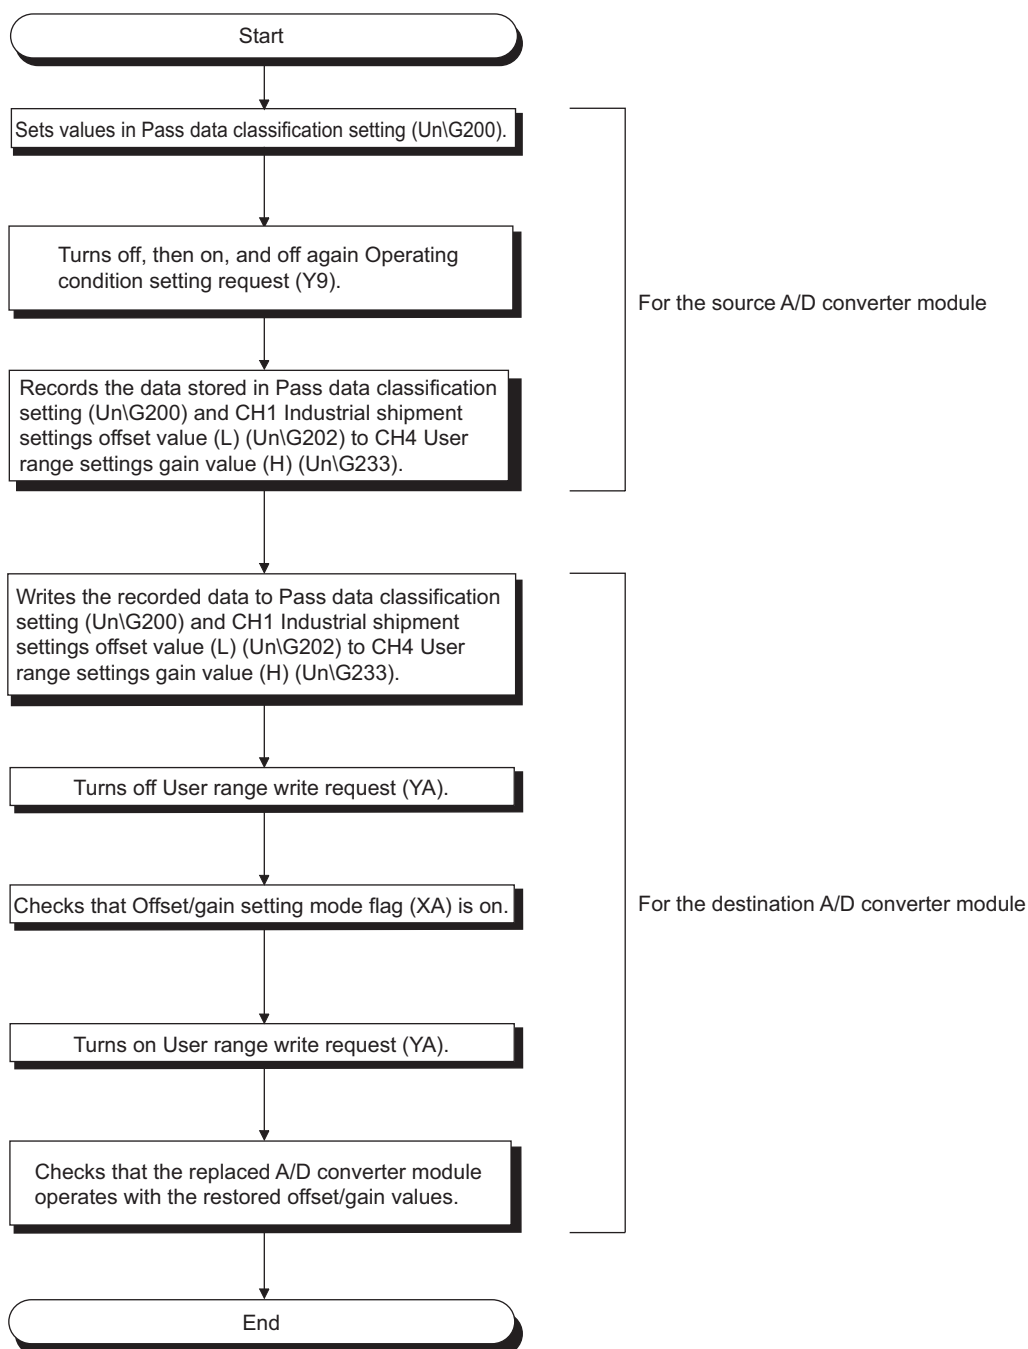 Start
Sets values in Pass data classification setting (Un\G200).
Turns off, then on, and off again Operating
condition setting request (Y9).
For the source A/D converter module
Records the data stored in Pass data classification
setting (Un\G200) and CH1 Industrial shipment
settings offset value (L) (Un\G202) to CH4 User
range settings gain value (H) (Un\G233).
Writes the recorded data to Pass data classification
setting (Un\G200) and CH1 Industrial shipment
settings offset value (L) (Un\G202) to CH4 User
range settings gain value (H) (Un\G233).
Turns off User range write request (YA).
Checks that Offset/gain setting mode flag (XA) is on.
For the destination A/D converter module
Turns on User range write request (YA).
Checks that the replaced A/D converter module
operates with the restored offset/gain values.
End